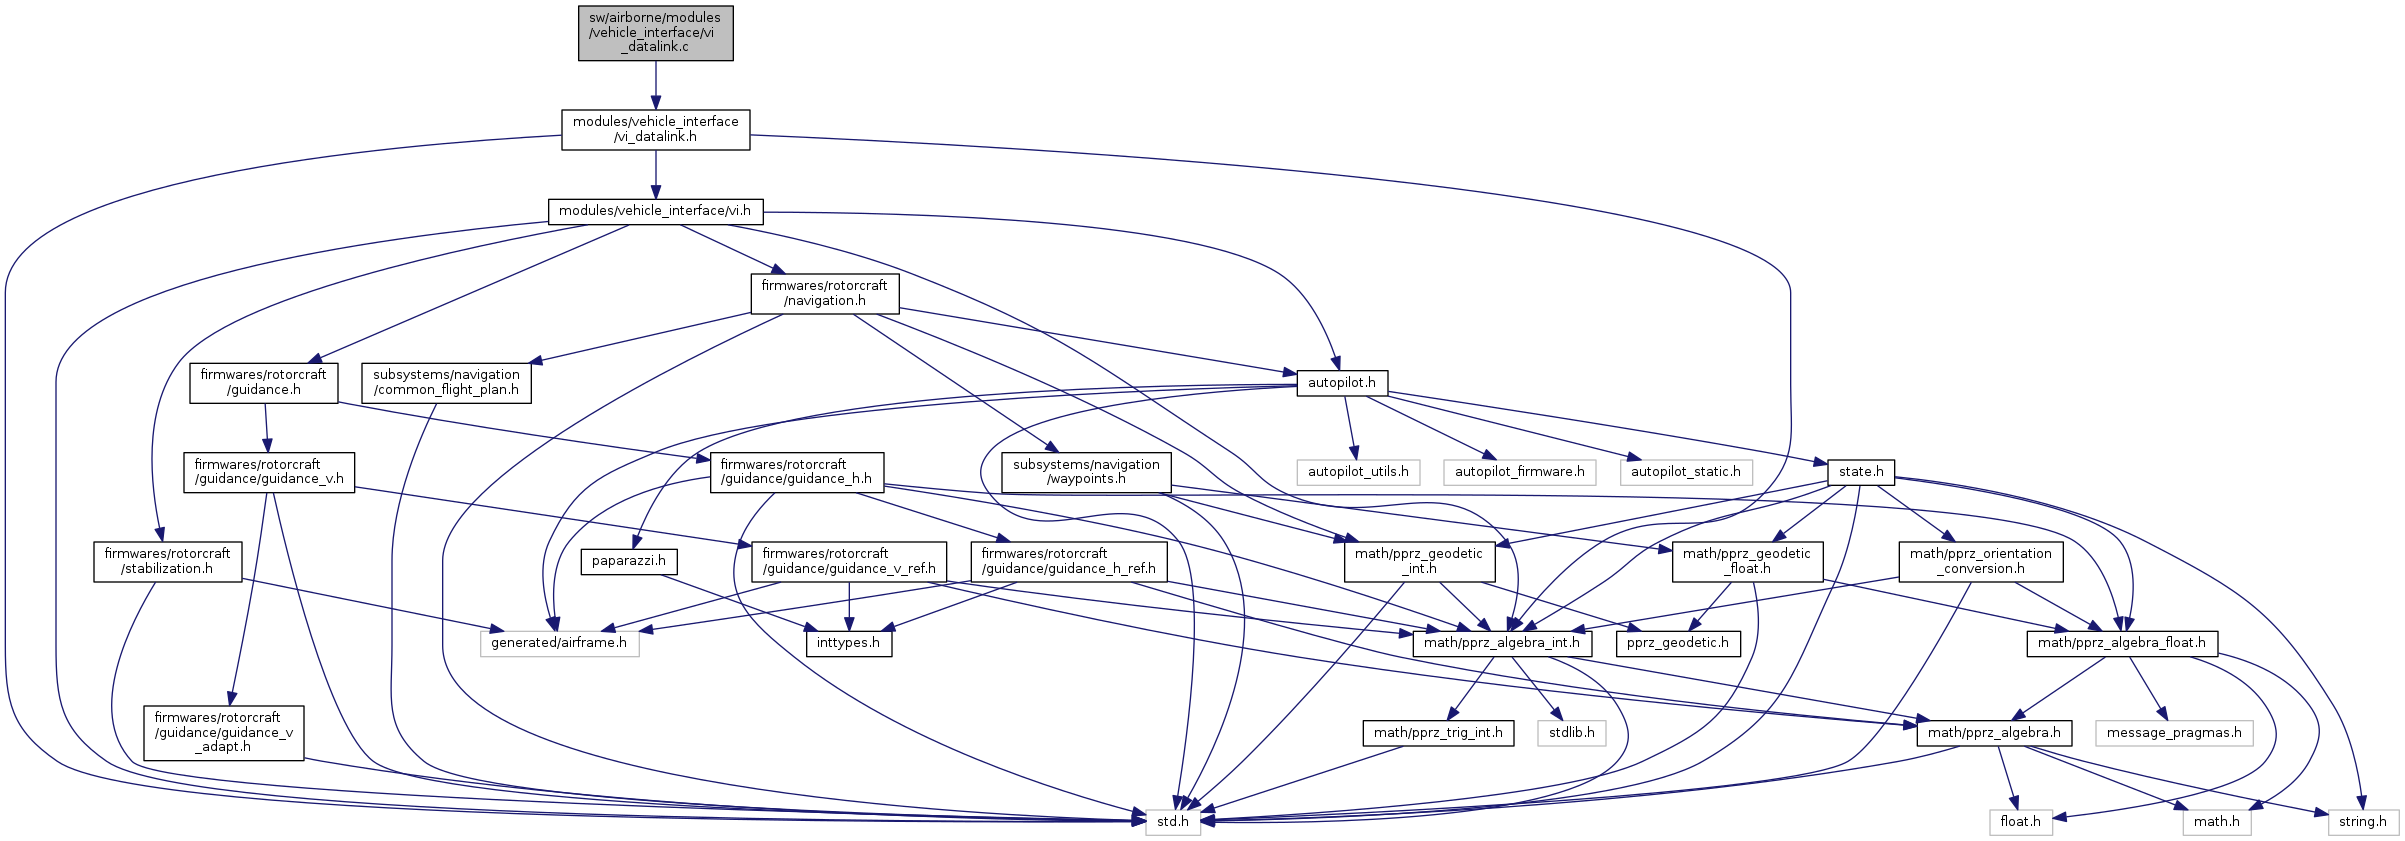 sw/airborne/modules
/vehicle_interface/vi
_datalink.c
modules/vehicle_interface
/vi_datalink.h
modules/vehicle_interface/vi.h
firmwares/rotorcraft
/navigation.h
firmwares/rotorcraft
/guidance.h
subsystems/navigation
/common_flight_plan.h
autopilot.h
firmwares/rotorcraft
/guidance/guidance_v.h
firmwares/rotorcraft
/guidance/guidance_h.h
subsystems/navigation
/waypoints.h
autopilot_utils.h
autopilot_firmware.h
autopilot_static.h
state.h
firmwares/rotorcraft
/stabilization.h
paparazzi.h
firmwares/rotorcraft
/guidance/guidance_v_ref.h
firmwares/rotorcraft
/guidance/guidance_h_ref.h
math/pprz_geodetic
_int.h
math/pprz_geodetic
_float.h
math/pprz_orientation
_conversion.h
generated/airframe.h
inttypes.h
math/pprz_algebra_int.h
pprz_geodetic.h
math/pprz_algebra_float.h
firmwares/rotorcraft
/guidance/guidance_v
_adapt.h
math/pprz_trig_int.h
stdlib.h
math/pprz_algebra.h
message_pragmas.h
std.h
float.h
math.h
string.h